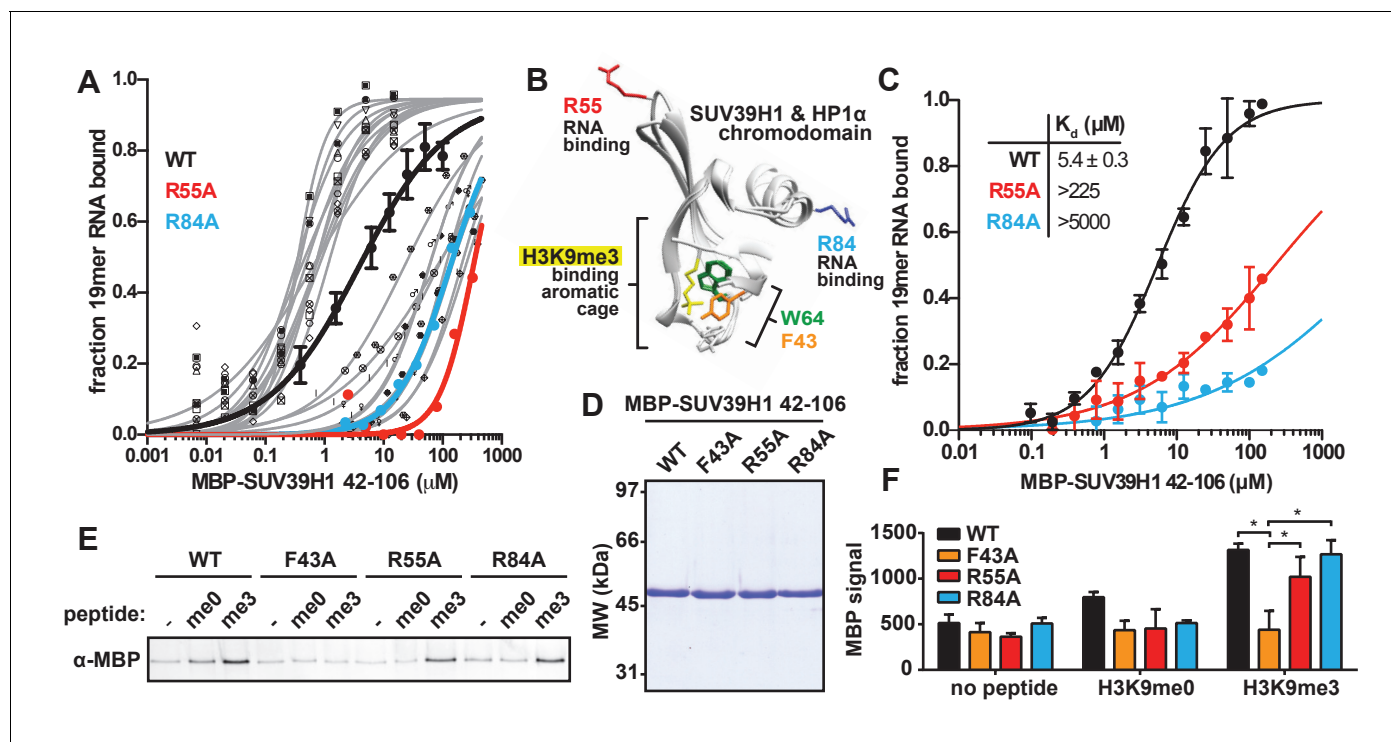 A
1.0
0.8
0.6
0.4
0.2
0.0
fraction 19mer RNA bound
WT
R55A
R84A
0.001
0.01
0.1
1
10
100
1000
MBP-SUV39H1 42-106 (μM)
B
R55
RNA
binding
SUV39H1 & HP1α
chromodomain
R84
RNA
binding
H3K9me3
binding
aromatic
cage
W64
F43
C
1.0
0.8
0.6
0.4
0.2
0.0
fraction 19mer RNA bound
Kd (μM)
WT 5.4 ± 0.3
R55A >225
R84A >5000
0.01
0.1
1
10
100
1000
MBP-SUV39H1 42-106 (μM)
D
MBP-SUV39H1 42-106
WT
F43A
R55A
R84A
97
66
45
31
MW (kDa)
E
WT F43A R55A R84A
peptide: - me0 me3 - me0 me3 - me0 me3 - me0 me3
α-MBP
F
1500
1000
500
0
MBP signal
WT
F43A
R55A
R84A
*
*
*
no peptide H3K9me0 H3K9me3